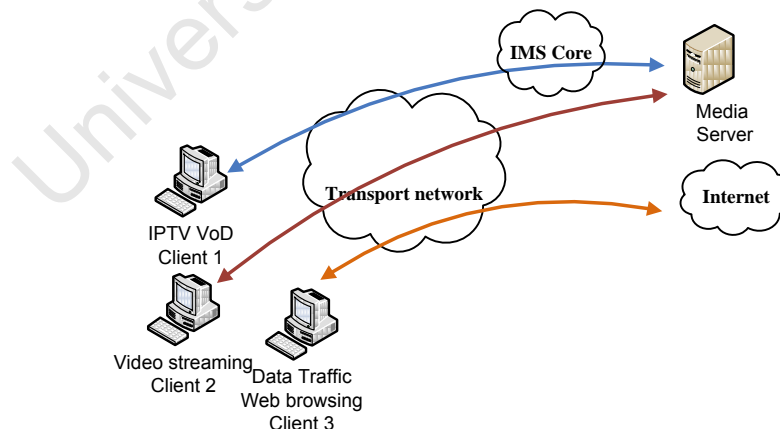 IMS Core
Media
Server
Transport network
Internet
IPTV VoD
Client 1
Video streaming
Client 2
Data Traffic
Web browsing
Client 3
Univers